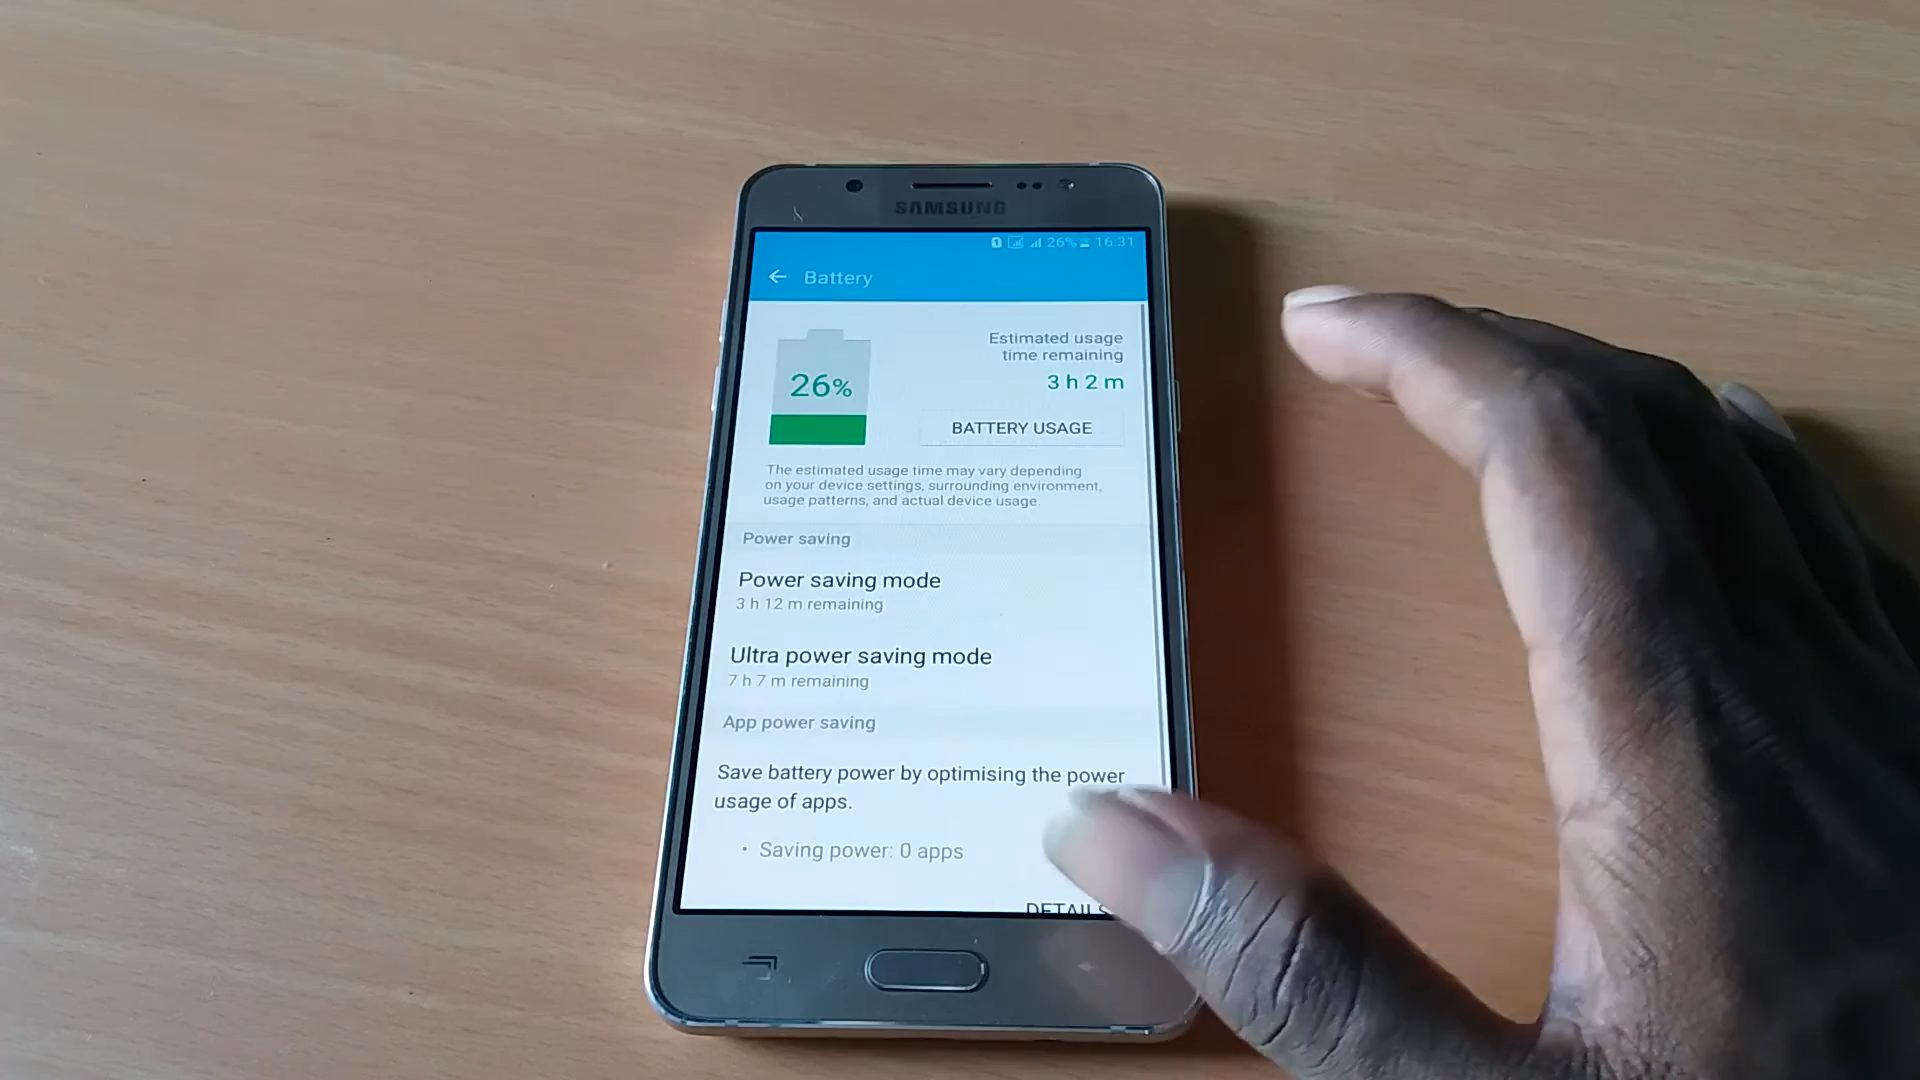 SAMSUNG
1 26% 16:31
Battery
Estimated usage
time remaining
26%
3 h 2 m
BATTERY USAGE
The estimated usage time may vary depending
on your device settings, surrounding environment,
usage patterns, and actual device usage.
Power saving
Power saving mode
3 h 12 m remaining
Ultra power saving mode
7 h 7 m remaining
App power saving
Save battery power by optimising the power
usage of apps.
• Saving power: 0 apps
DETAILS